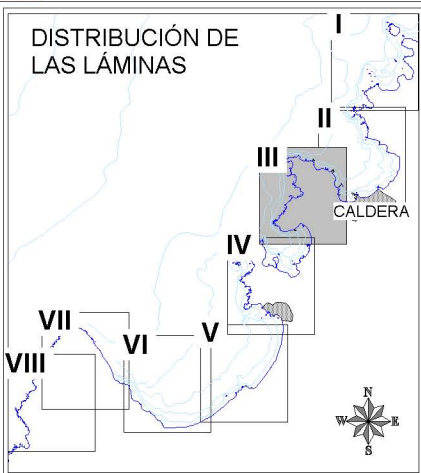 DISTRIBUCIÓN DE
LAS LÁMINAS
I
II
III
CALDERA
IV
VII
VI
V
VIII
N
W
E
S